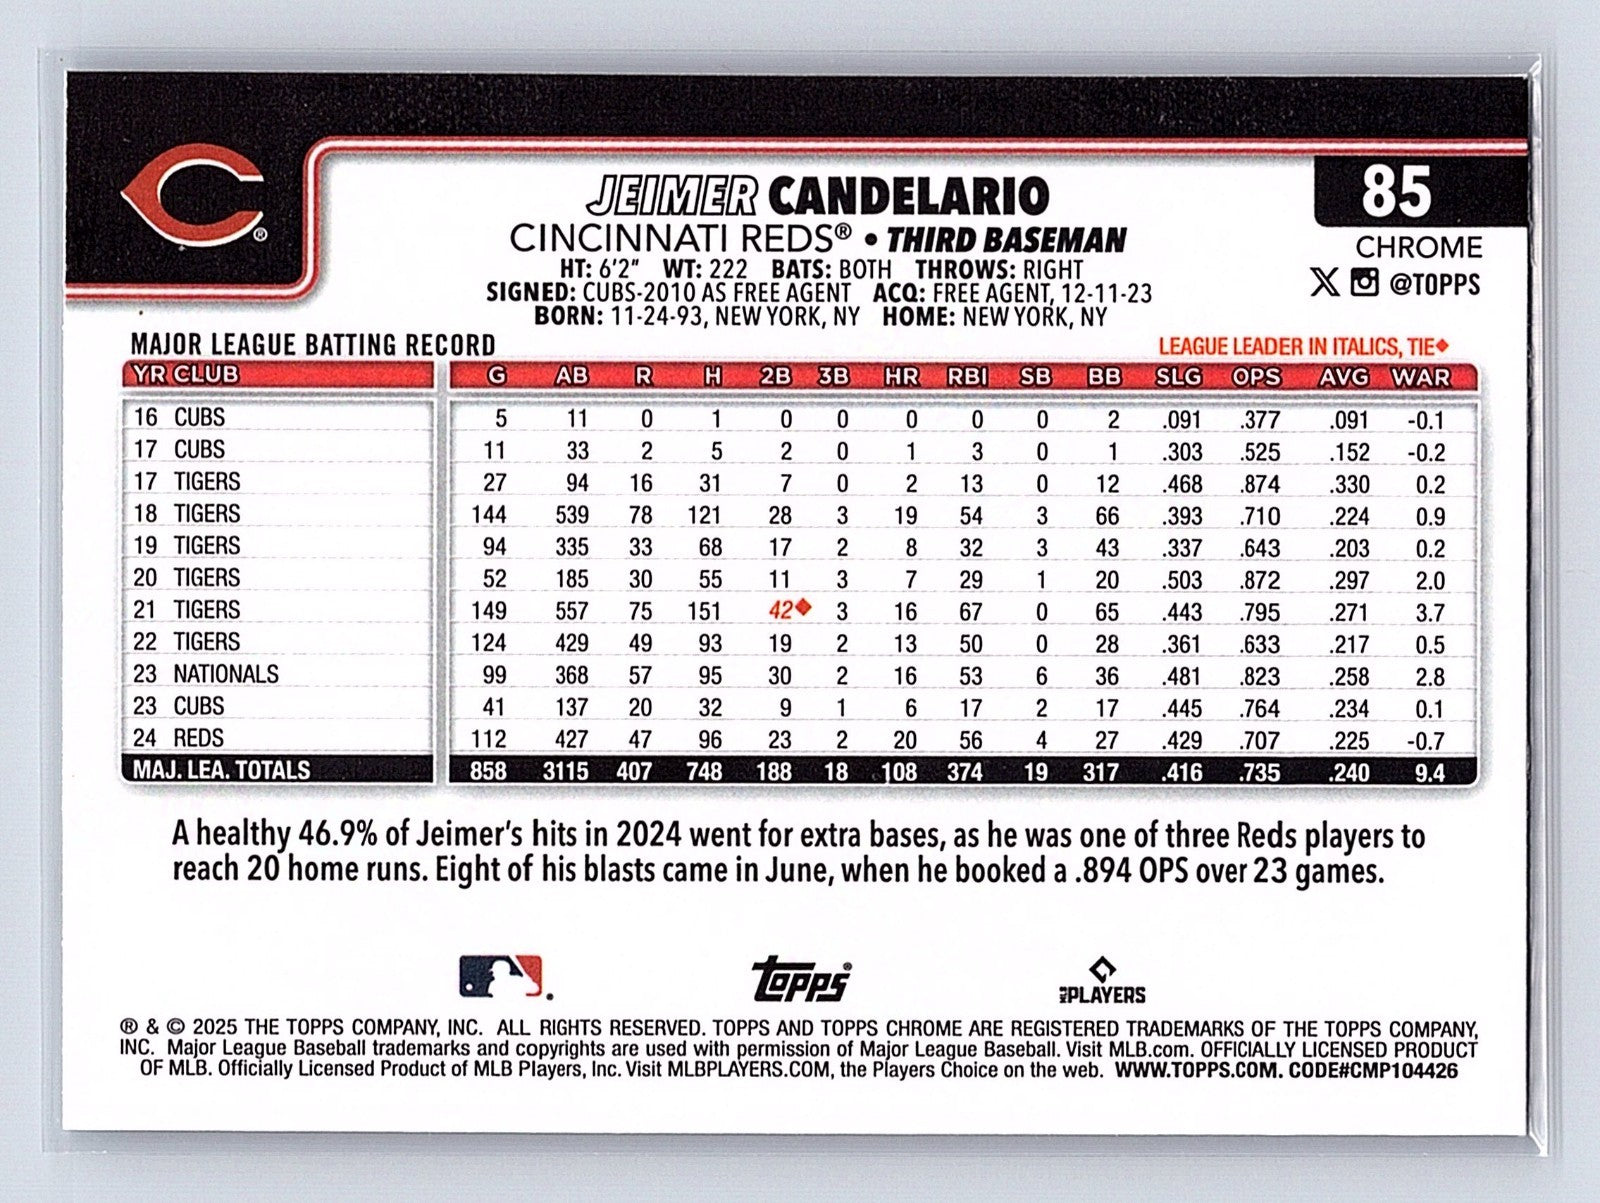 85
JEIMER CANDELARIO
CINCINNATI REDS® • THIRD BASEMAN
CHROME
HT: 6'2" WT: 222 BATS: BOTH THROWS: RIGHT
@TOPPS
SIGNED: CUBS-2010 AS FREE AGENT ACQ: FREE AGENT, 12-11-23
BORN: 11-24-93, NEW YORK, NY HOME: NEW YORK, NY
MAJOR LEAGUE BATTING RECORD LEAGUE LEADER IN ITALICS, TIE◆
YR CLUB G AB R H 2B 3B HR RBI SB BB SLG OPS AVG WAR
16 CUBS 5 11 0 1 0 0 0 0 0 2 .091 .377 .091 -0.1
17 CUBS 11 33 2 5 2 0 1 3 0 1 .303 .525 .152 -0.2
17 TIGERS 27 94 16 31 7 0 2 13 0 12 .468 .874 .330 0.2
18 TIGERS 144 539 78 121 28 3 19 54 3 66 .393 .710 .224 0.9
19 TIGERS 94 335 33 68 17 2 8 32 3 43 .337 .643 .203 0.2
20 TIGERS 52 185 30 55 11 3 7 29 1 20 .503 .872 .297 2.0
21 TIGERS 149 557 75 151 42◆ 3 16 67 0 65 .443 .795 .271 3.7
22 TIGERS 124 429 49 93 19 2 13 50 0 28 .361 .633 .217 0.5
23 NATIONALS 99 368 57 95 30 2 16 53 6 36 .481 .823 .258 2.8
23 CUBS 41 137 20 32 9 1 6 17 2 17 .445 .764 .234 0.1
24 REDS 112 427 47 96 23 2 20 56 4 27 .429 .707 .225 -0.7
MAJ. LEA. TOTALS 858 3115 407 748 188 18 108 374 19 317 .416 .735 .240 9.4
A healthy 46.9% of Jeimer's hits in 2024 went for extra bases, as he was one of three Reds players to
reach 20 home runs. Eight of his blasts came in June, when he booked a .894 OPS over 23 games.
topps®
MLB PLAYERS
® & © 2025 THE TOPPS COMPANY, INC. ALL RIGHTS RESERVED. TOPPS AND TOPPS CHROME ARE REGISTERED TRADEMARKS OF THE TOPPS COMPANY,
INC. Major League Baseball trademarks and copyrights are used with permission of Major League Baseball. Visit MLB.com. OFFICIALLY LICENSED PRODUCT
OF MLB. Officially Licensed Product of MLB Players, Inc. Visit MLBPLAYERS.COM, the Players Choice on the web. WWW.TOPPS.COM. CODE#CMP104426